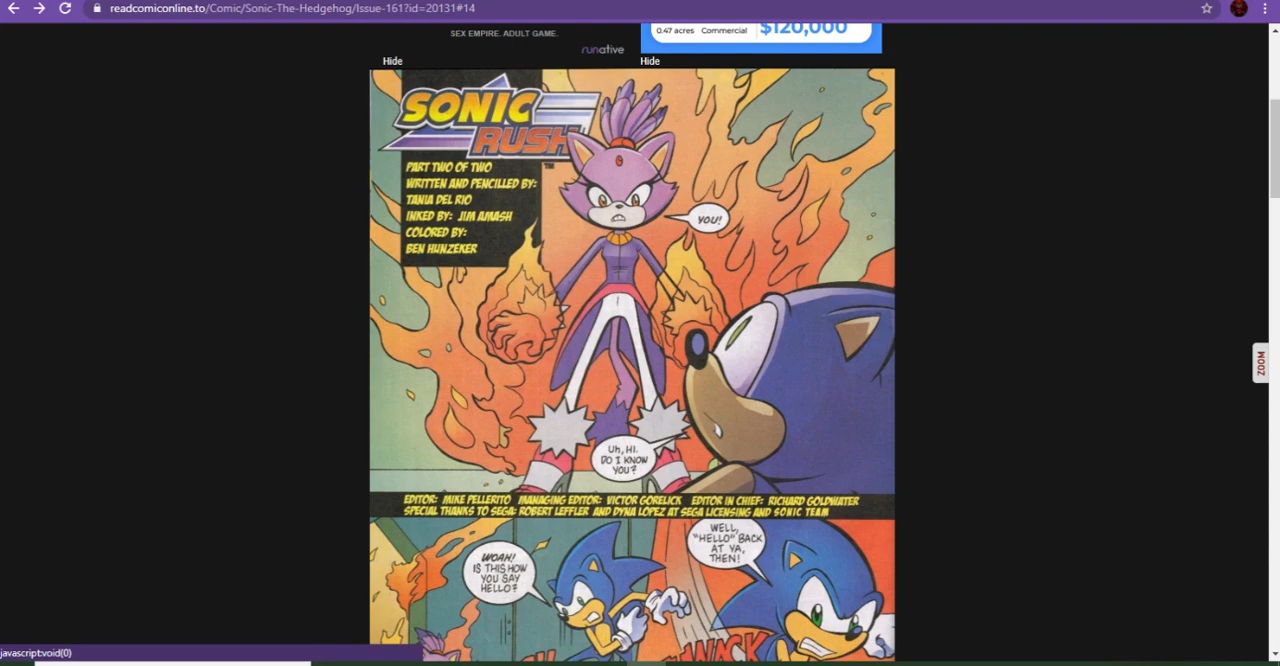 readcomiconline.to/Comic/Sonic-The-Hedgehog/Issue-161?id=20131#14
SEX EMPIRE. ADULT GAME.
runative
0.47 acres Commercial $120,000
Hide
Hide
SONIC
RUSH
TM
PART TWO OF TWO
WRITTEN AND PENCILLED BY:
TANIA DEL RIO
INKED BY: JIM AMASH
COLORED BY:
BEN HUNZEKER
YOU!
UH, HI.
DO I KNOW
YOU?
ZOOM
EDITOR: MIKE PELLERITO MANAGING EDITOR: VICTOR GORELICK EDITOR IN CHIEF: RICHARD GOLDWATER
SPECIAL THANKS TO SEGA: ROBERT LEFFLER AND DYNA LOPEZ AT SEGA LICENSING AND SONIC TEAM
WOAH!
IS THIS HOW
YOU SAY
HELLO?
WELL,
"HELLO" BACK
AT YA,
THEN!
javascript:void(0)